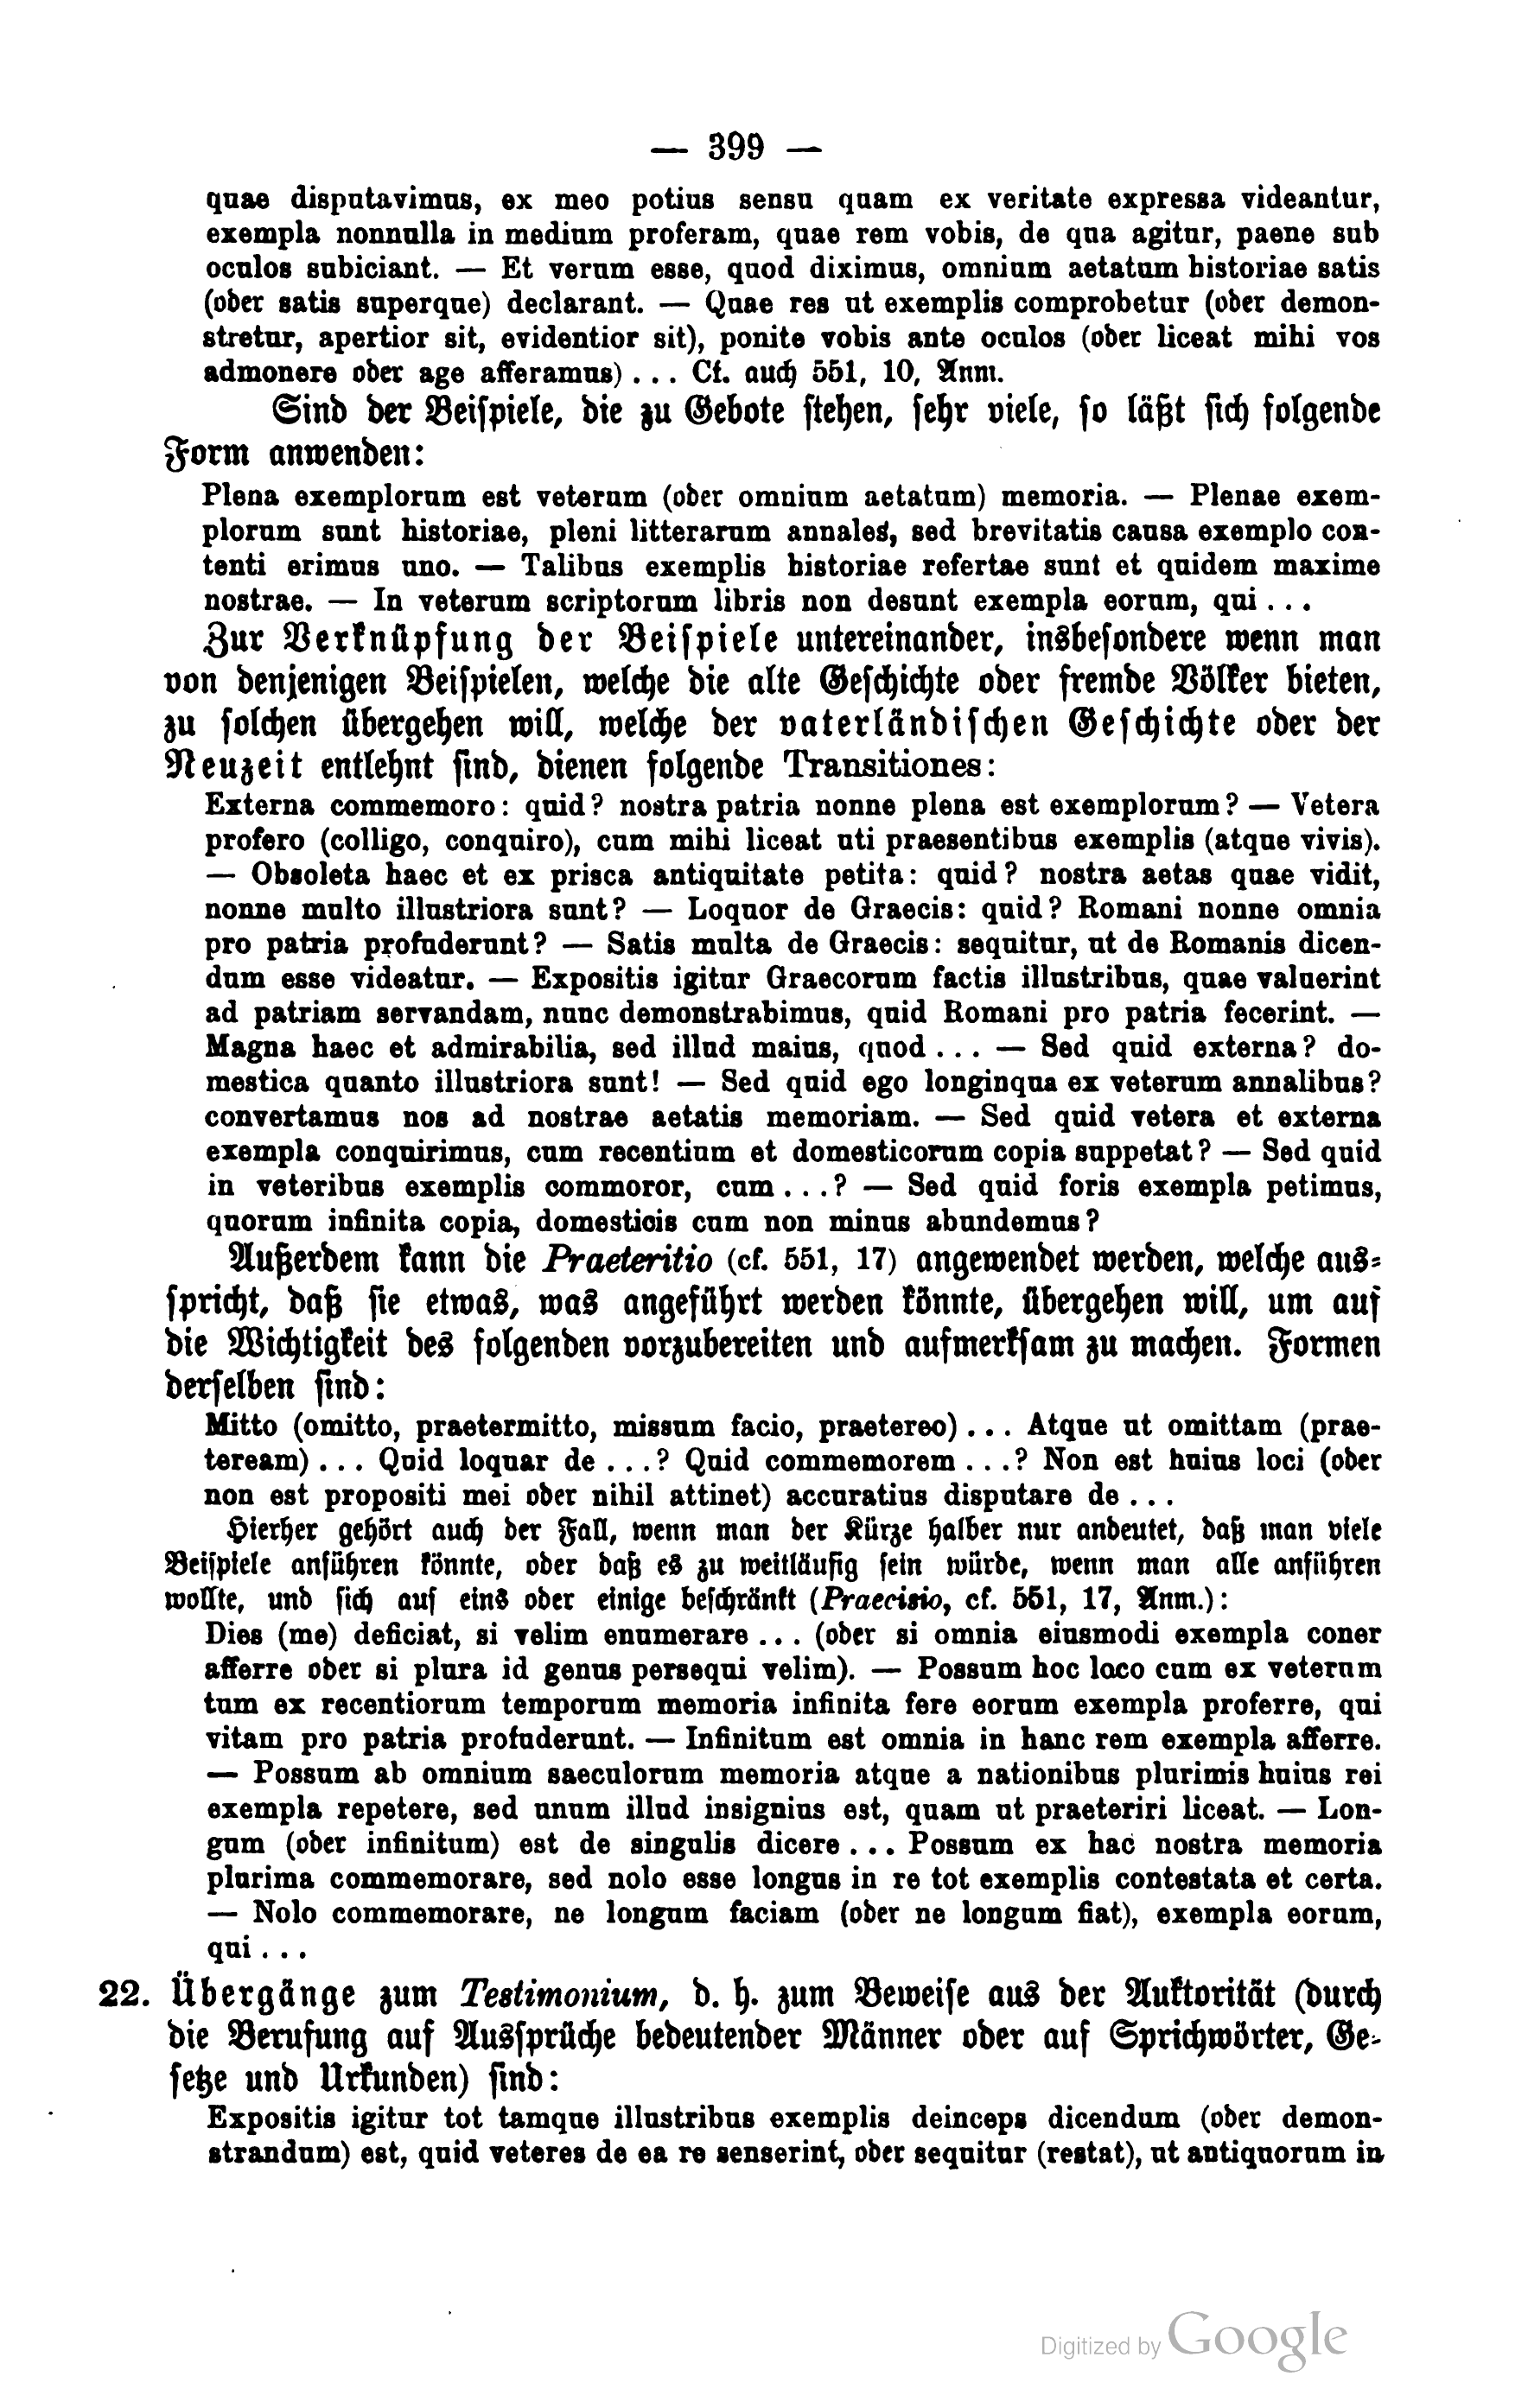 — 399 —
quae disputavimus, ex meo potius sensu quam ex veritate expressa videantur,
exempla nonnulla in medium proferam, quae rem vobis, de qua agitur, paene sub
oculos subiciant. — Et verum esse, quod diximus, omnium aetatum historiae satis
(oder satis superque) declarant. — Quae res ut exemplis comprobetur (oder demon-
stretur, apertior sit, evidentior sit), ponite vobis ante oculos (oder liceat mihi vos
admonere oder age afferamus) . . . Cf. auch 551, 10, Anm.
Sind der Beispiele, die zu Gebote stehen, sehr viele, so läßt sich folgende
Form anwenden:
Plena exemplorum est veterum (oder omnium aetatum) memoria. — Plenae exem-
plorum sunt historiae, pleni litterarum annales, sed brevitatis causa exemplo con-
tenti erimus uno. — Talibus exemplis historiae refertae sunt et quidem maxime
nostrae. — In veterum scriptorum libris non desunt exempla eorum, qui . . .
Zur Verknüpfung der Beispiele untereinander, insbesondere wenn man
von denjenigen Beispielen, welche die alte Geschichte oder fremde Völker bieten,
zu solchen übergehen will, welche der vaterländischen Geschichte oder der
Neuzeit entlehnt sind, dienen folgende Transitiones:
Externa commemoro: quid? nostra patria nonne plena est exemplorum? — Vetera
profero (colligo, conquiro), cum mihi liceat uti praesentibus exemplis (atque vivis).
— Obsoleta haec et ex prisca antiquitate petita: quid? nostra aetas quae vidit,
nonne multo illustriora sunt? — Loquor de Graecis: quid? Romani nonne omnia
pro patria profuderunt? — Satis multa de Graecis: sequitur, ut de Romanis dicen-
dum esse videatur. — Expositis igitur Graecorum factis illustribus, quae valuerint
ad patriam servandam, nunc demonstrabimus, quid Romani pro patria fecerint. —
Magna haec et admirabilia, sed illud maius, quod . . . — Sed quid externa? do-
mestica quanto illustriora sunt! — Sed quid ego longinqua ex veterum annalibus?
convertamus nos ad nostrae aetatis memoriam. — Sed quid vetera et externa
exempla conquirimus, cum recentium et domesticorum copia suppetat? — Sed quid
in veteribus exemplis commoror, cum . . .? — Sed quid foris exempla petimus,
quorum infinita copia, domesticis cum non minus abundemus?
Außerdem kann die Praeteritio (cf. 551, 17) angewendet werden, welche aus-
spricht, daß sie etwas, was angeführt werden könnte, übergehen will, um auf
die Wichtigkeit des folgenden vorzubereiten und aufmerksam zu machen. Formen
derselben sind:
Mitto (omitto, praetermitto, missum facio, praetereo) . . . Atque ut omittam (prae-
teream) . . . Quid loquar de . . .? Quid commemorem . . .? Non est huius loci (oder
non est propositi mei oder nihil attinet) accuratius disputare de . . .
Hierher gehört auch der Fall, wenn man der Kürze halber nur andeutet, daß man viele
Beispiele anführen könnte, oder daß es zu weitläufig sein würde, wenn man alle anführen
wollte, und sich auf eins oder einige beschränkt (Praecisio, cf. 551, 17, Anm.):
Dies (me) deficiat, si velim enumerare . . . (oder si omnia eiusmodi exempla coner
afferre oder si plura id genus persequi velim). — Possum hoc loco cum ex veterum
tum ex recentiorum temporum memoria infinita fere eorum exempla proferre, qui
vitam pro patria profuderunt. — Infinitum est omnia in hanc rem exempla afferre.
— Possum ab omnium saeculorum memoria atque a nationibus plurimis huius rei
exempla repetere, sed unum illud insignius est, quam ut praeteriri liceat. — Lon-
gum (oder infinitum) est de singulis dicere . . . Possum ex hac nostra memoria
plurima commemorare, sed nolo esse longus in re tot exemplis contestata et certa.
— Nolo commemorare, ne longum faciam (oder ne longum fiat), exempla eorum,
qui . . .
22. Übergänge zum Testimonium, d. h. zum Beweise aus der Auktorität (durch
die Berufung auf Aussprüche bedeutender Männer oder auf Sprichwörter, Ge-
setze und Urkunden) sind:
Expositis igitur tot tamque illustribus exemplis deinceps dicendum (oder demon-
strandum) est, quid veteres de ea re senserint, oder sequitur (restat), ut antiquorum in
Digitized by Google